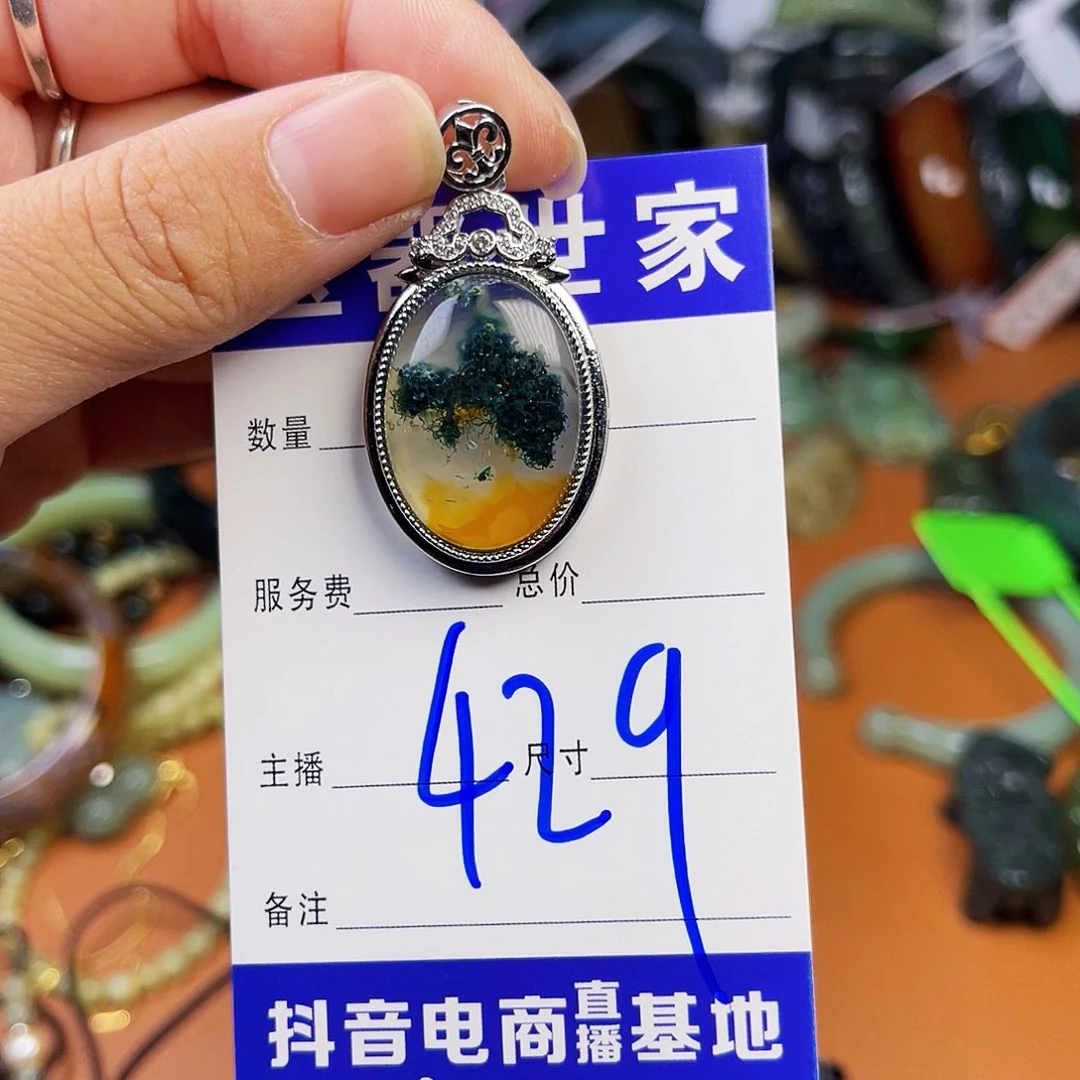 世家
数量
服务费 总价
429
主播 尺寸
备注
抖音电商直播基地